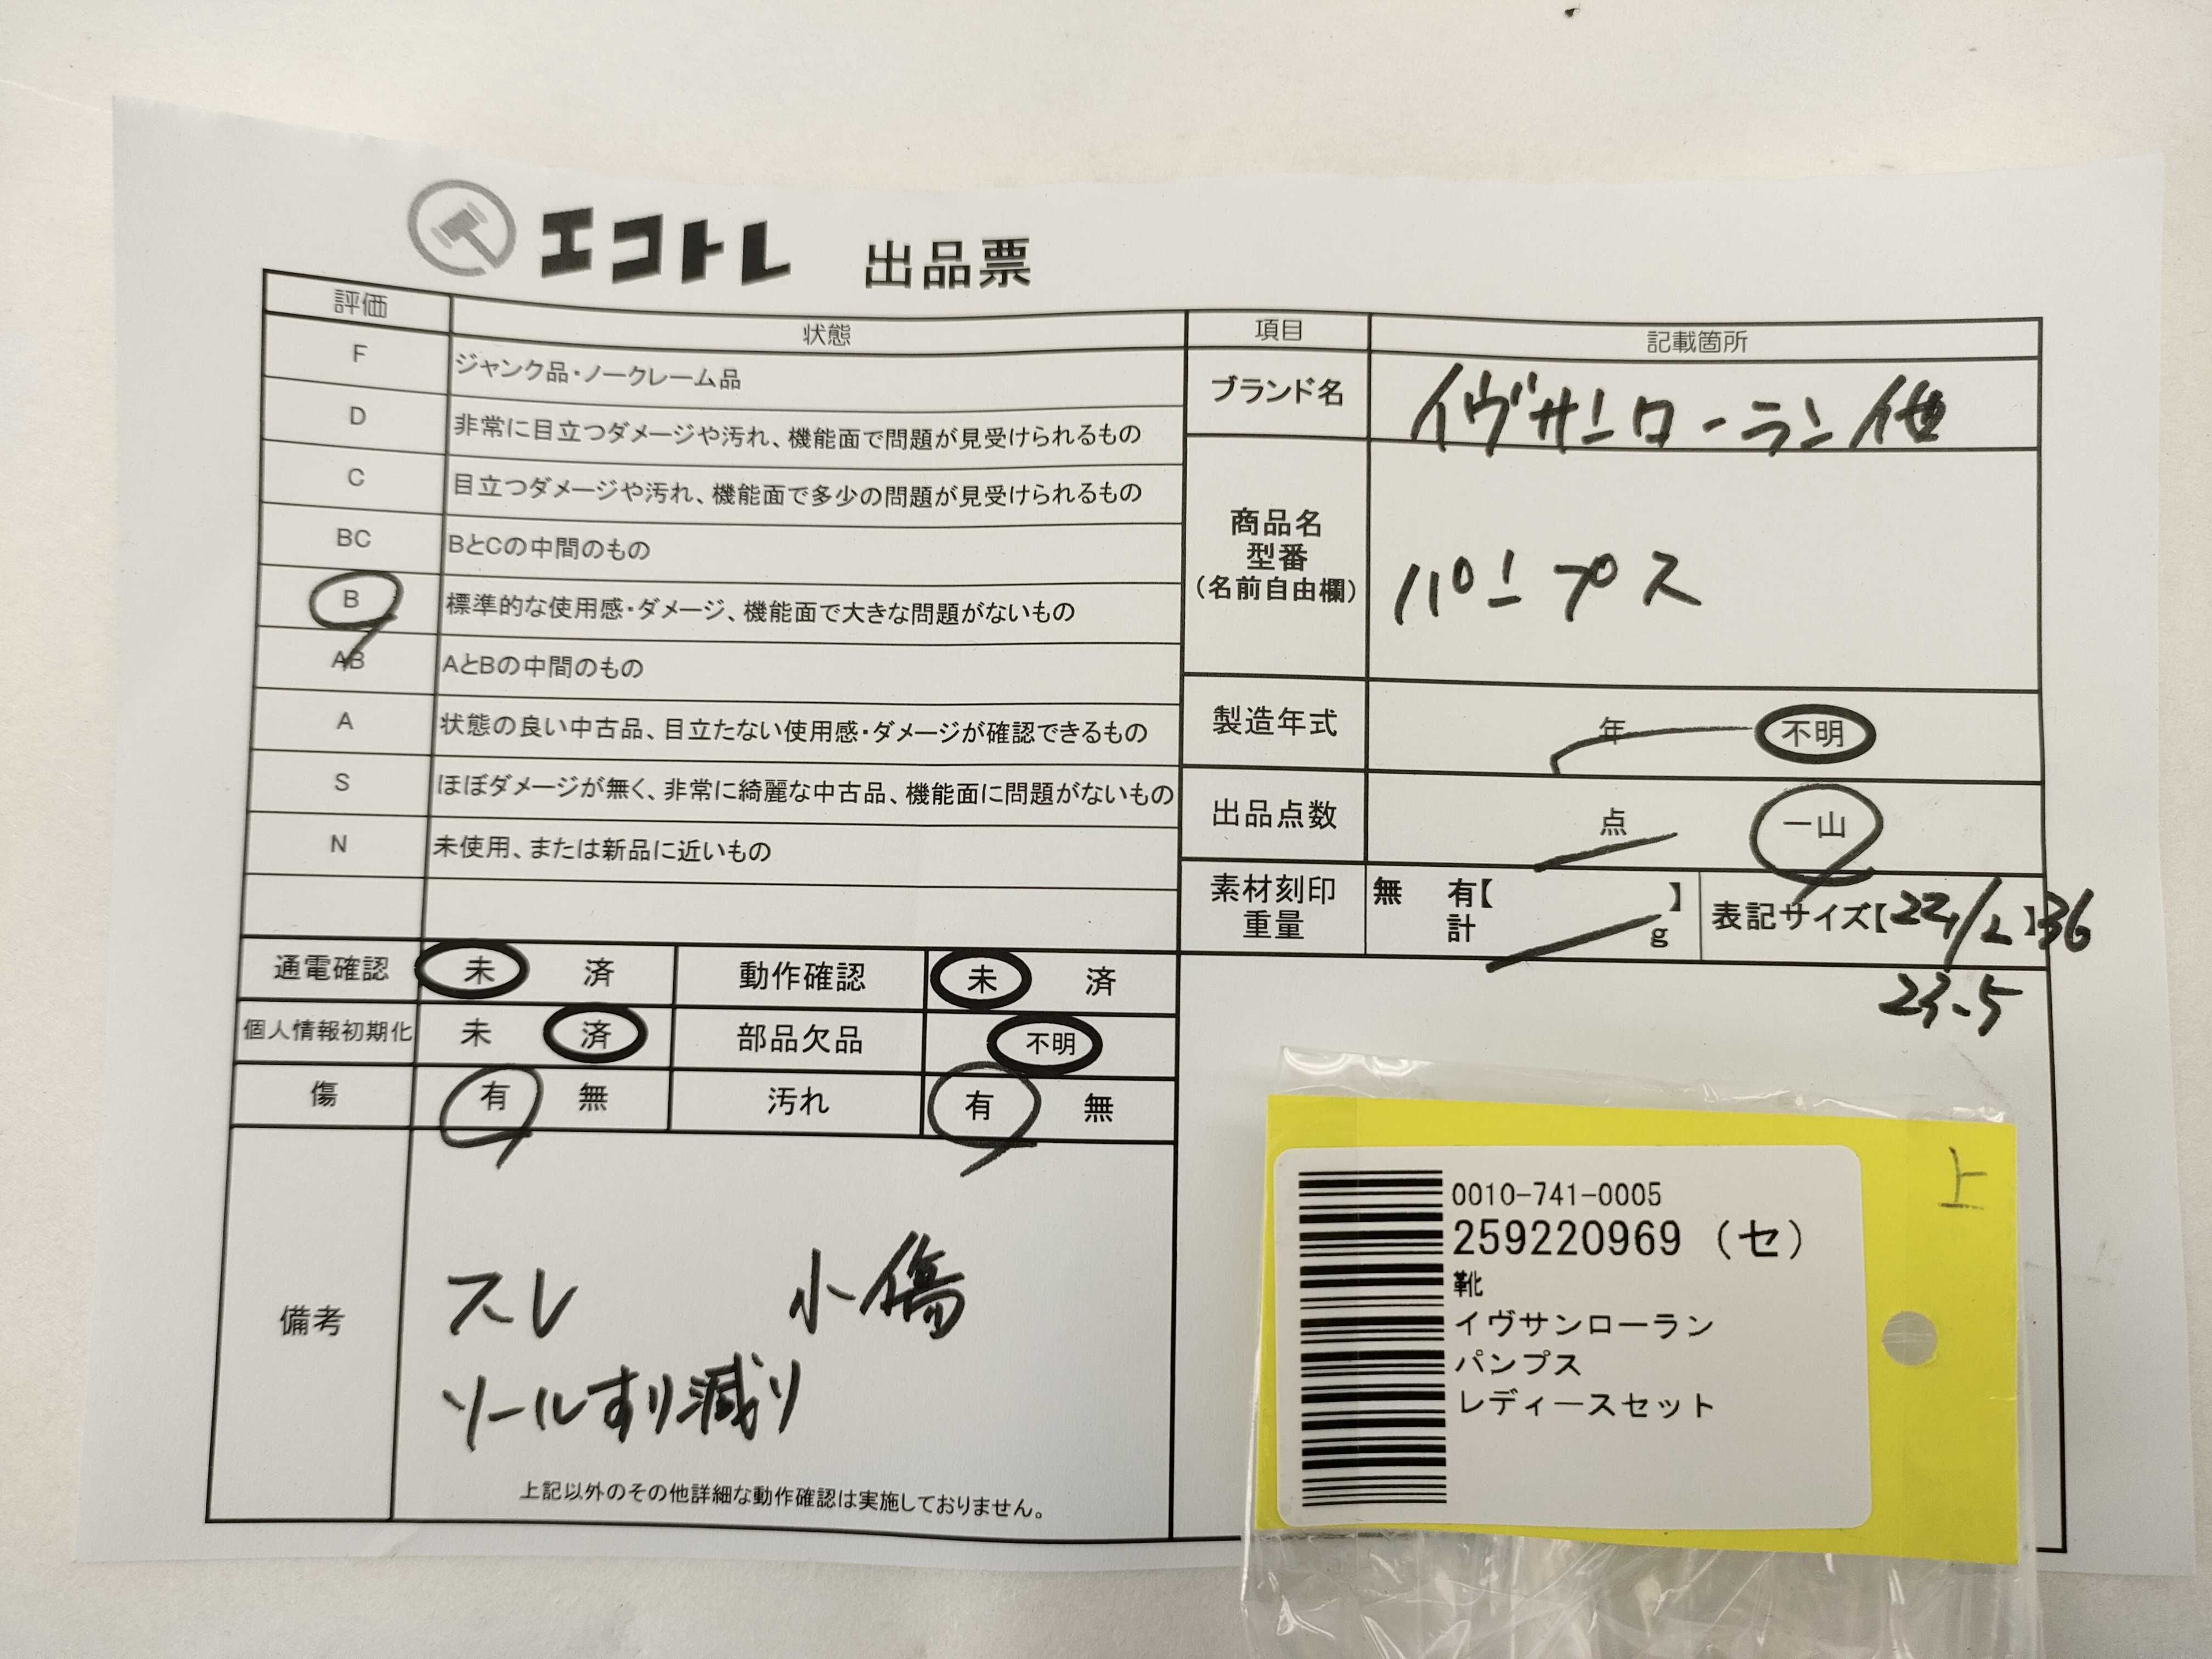 エコトレ 出品票
評価 状態
F ジャンク品・ノークレーム品
D 非常に目立つダメージや汚れ、機能面で問題が見受けられるもの
C 目立つダメージや汚れ、機能面で多少の問題が見受けられるもの
BC BとCの中間のもの
B 標準的な使用感・ダメージ、機能面で大きな問題がないもの
AB AとBの中間のもの
A 状態の良い中古品、目立たない使用感・ダメージが確認できるもの
S ほぼダメージが無く、非常に綺麗な中古品、機能面に問題がないもの
N 未使用、または新品に近いもの
通電確認 未 済 動作確認 未 済
個人情報初期化 未 済 部品欠品 不明
傷 有 無 汚れ 有 無
備考
スレ 小傷
ソールすり減り
上記以外のその他詳細な動作確認は実施しておりません。
項目 記載箇所
ブランド名 イヴサンローラン他
商品名
型番
(名前自由欄)
パンプス
製造年式 年 不明
出品点数 点 一山
素材刻印 無 有【 】
重量 計 g
表記サイズ【 】36
23.5
上
0010-741-0005
259220969 (セ)
靴
イヴサンローラン
パンプス
レディースセット